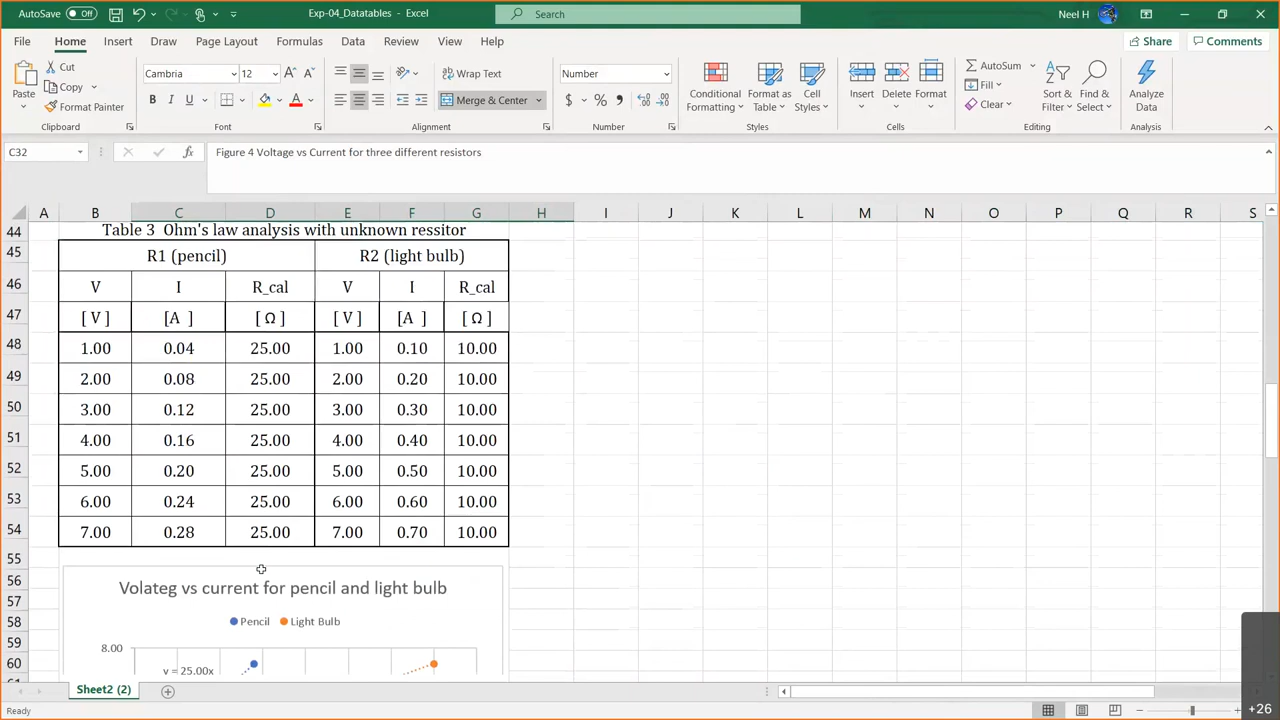 AutoSave Off Exp-04_Datatables - Excel Search Neel H
File Home Insert Draw Page Layout Formulas Data Review View Help Share Comments
Paste Cut Copy Format Painter Clipboard
Cambria 12 B I U A Font
Wrap Text Merge & Center Alignment
Number $ % Number
Conditional Formatting Format as Table Cell Styles Styles
Insert Delete Format Cells
AutoSum Fill Clear Sort & Filter Find & Select Editing
Analyze Data Analysis
C32 fx Figure 4 Voltage vs Current for three different resistors
A B C D E F G H I J K L M N O P Q R S
44 Table 3 Ohm's law analysis with unknown ressitor
45 R1 (pencil) R2 (light bulb)
46 V I R_cal V I R_cal
47 [ V ] [A ] [ Ω ] [ V ] [A ] [ Ω ]
48 1.00 0.04 25.00 1.00 0.10 10.00
49 2.00 0.08 25.00 2.00 0.20 10.00
50 3.00 0.12 25.00 3.00 0.30 10.00
51 4.00 0.16 25.00 4.00 0.40 10.00
52 5.00 0.20 25.00 5.00 0.50 10.00
53 6.00 0.24 25.00 6.00 0.60 10.00
54 7.00 0.28 25.00 7.00 0.70 10.00
55
56 Volateg vs current for pencil and light bulb
57
58 Pencil Light Bulb
59
60 8.00
y = 25.00x
Sheet2 (2)
Ready +26